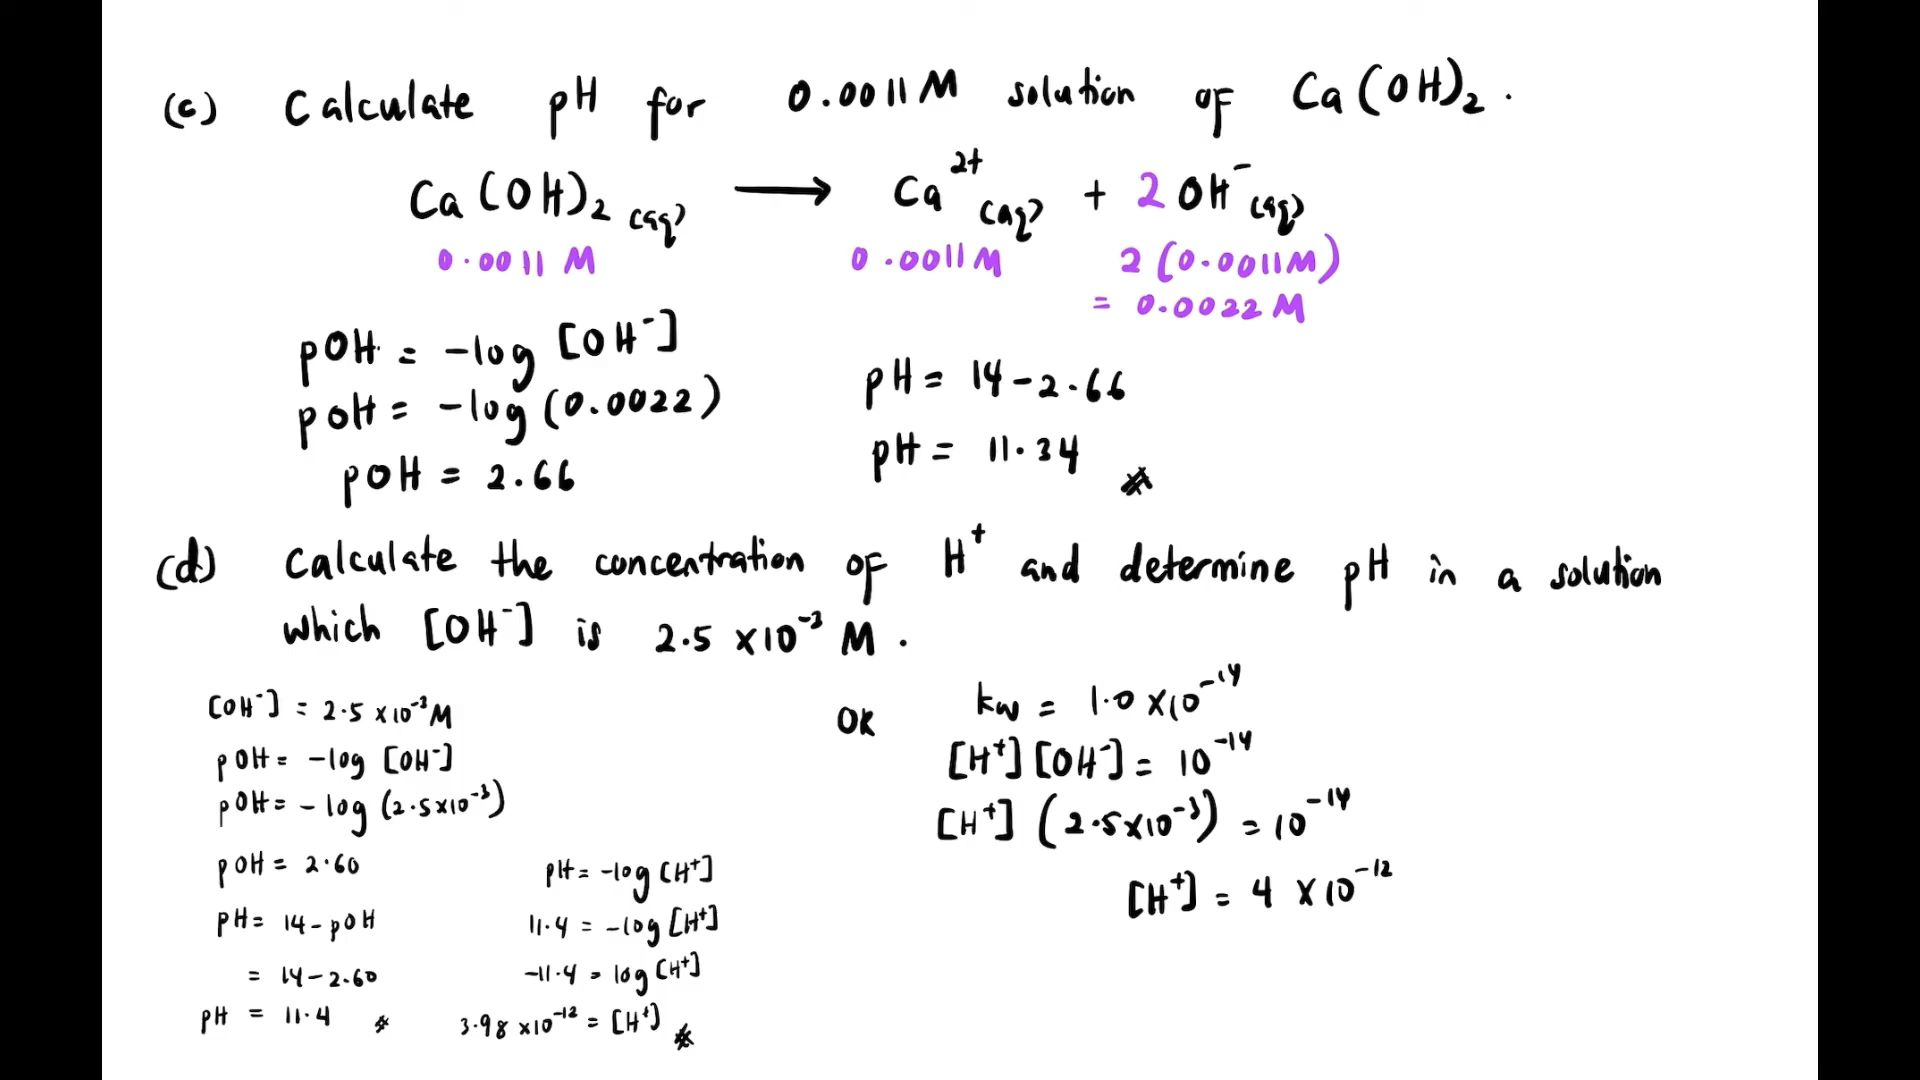 (c) Calculate pH for 0.0011 M solution of Ca(OH)₂.
Ca(OH)₂ (aq) ⟶ Ca²⁺ (aq) + 2 OH⁻ (aq)
0.0011 M 0.0011 M 2 (0.0011 M)
= 0.0022 M
pOH = -log [OH⁻]
pOH = -log (0.0022)
pOH = 2.66
pH = 14 - 2.66
pH = 11.34
(d) Calculate the concentration of H⁺ and determine pH in a solution
which [OH⁻] is 2.5 x10⁻³ M.
[OH⁻] = 2.5 x10⁻³ M
pOH = -log [OH⁻]
pOH = - log (2.5x10⁻³)
pOH = 2.60
pH = 14 - pOH
= 14 - 2.60
pH = 11.4
pH = -log [H⁺]
11.4 = -log [H⁺]
-11.4 = log [H⁺]
3.98 x10⁻¹² = [H⁺]
OR
kw = 1.0 x10⁻¹⁴
[H⁺] [OH⁻] = 10⁻¹⁴
[H⁺] (2.5x10⁻³) = 10⁻¹⁴
[H⁺] = 4 x10⁻¹²